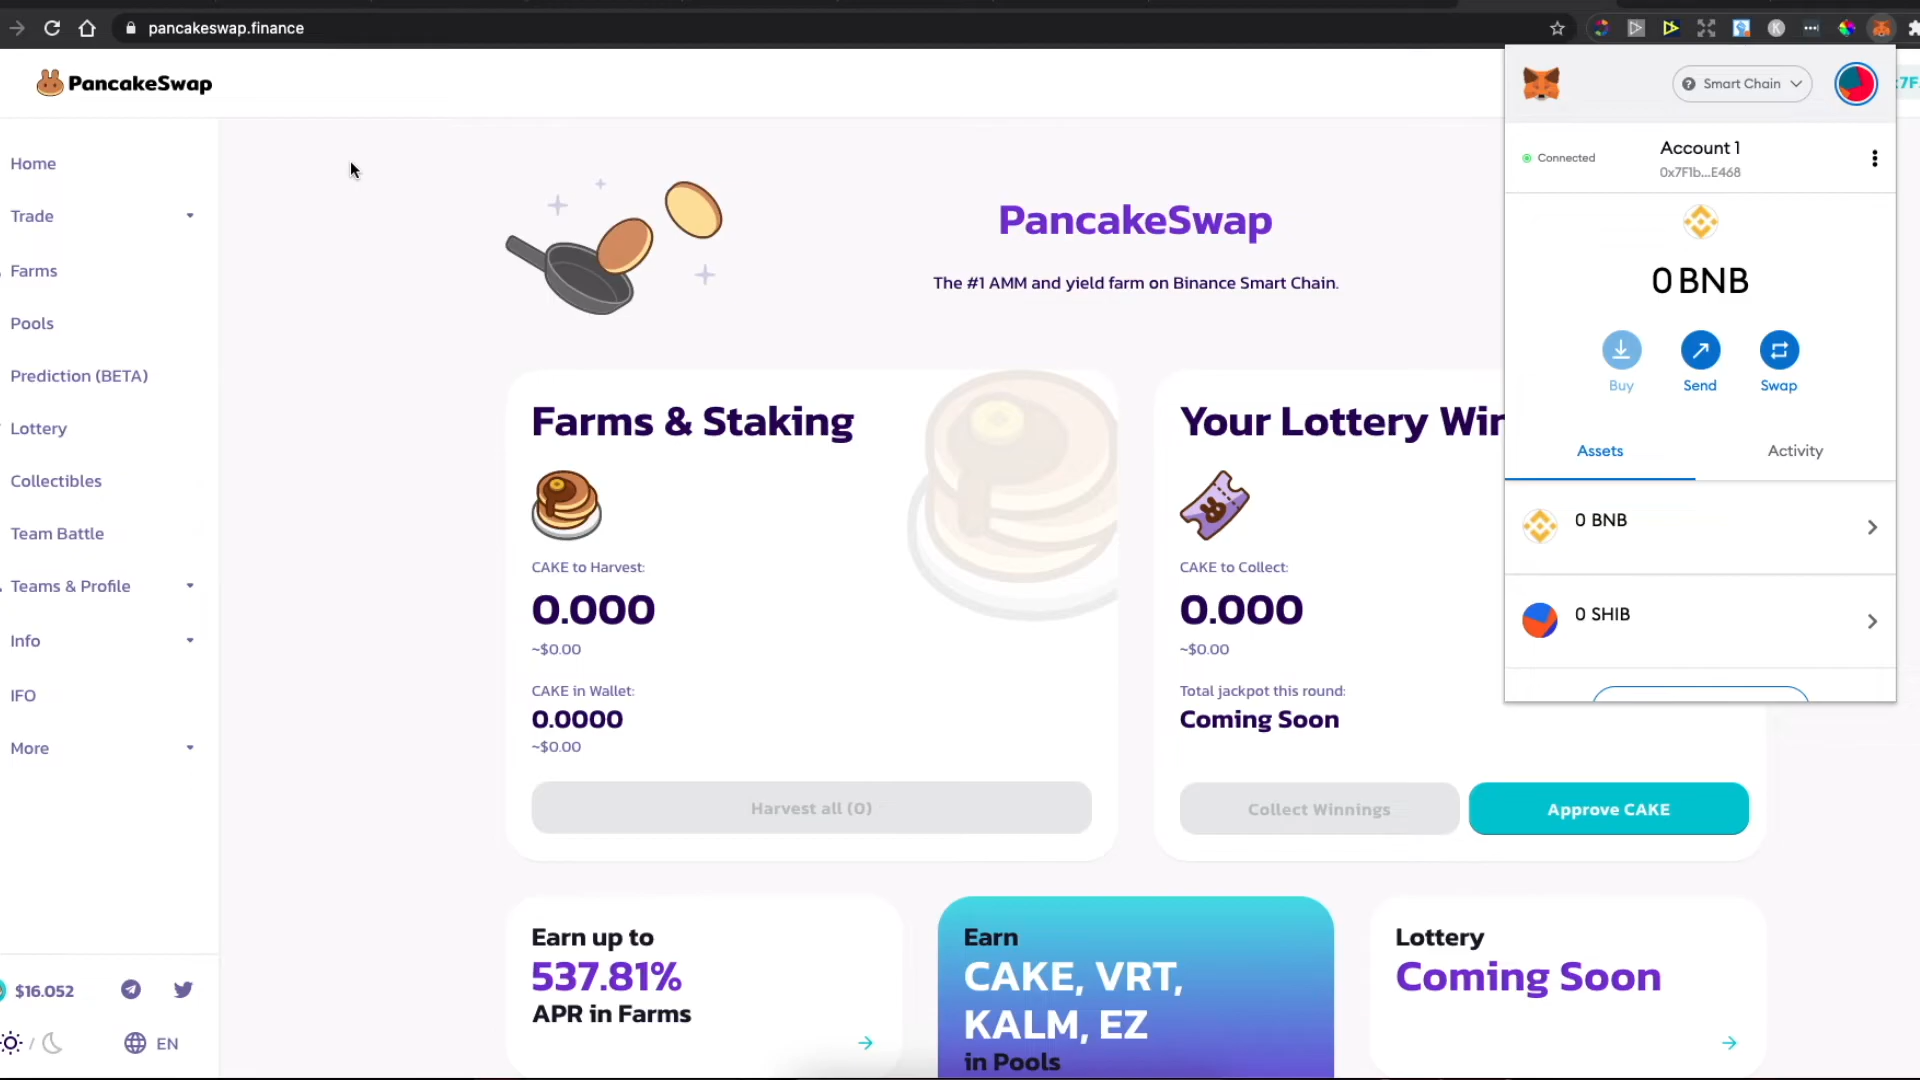 pancakeswap.finance
PancakeSwap
Home
Trade
Farms
Pools
Prediction (BETA)
Lottery
Collectibles
Team Battle
Teams & Profile
Info
IFO
More
$16.052
/
EN
PancakeSwap
The #1 AMM and yield farm on Binance Smart Chain.
Farms & Staking
CAKE to Harvest:
0.000
~$0.00
CAKE in Wallet:
0.0000
~$0.00
Harvest all (0)
Your Lottery Win
CAKE to Collect:
0.000
~$0.00
Total jackpot this round:
Coming Soon
Collect Winnings
Approve CAKE
Earn up to
537.81%
APR in Farms
Earn
CAKE, VRT,
KALM, EZ
in Pools
Lottery
Coming Soon
K
? Smart Chain
Connected
Account 1
0x7F1b...E468
0 BNB
Buy
Send
Swap
Assets
Activity
0 BNB
0 SHIB